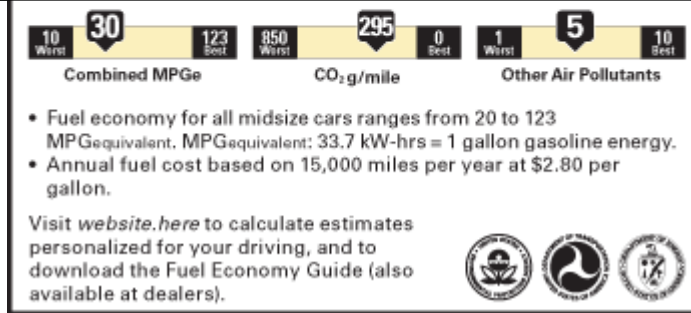 30
10
Worst
123
Best
Combined MPGe
295
850
Worst
0
Best
CO₂ g/mile
5
1
Worst
10
Best
Other Air Pollutants
• Fuel economy for all midsize cars ranges from 20 to 123
MPGequivalent. MPGequivalent: 33.7 kW-hrs = 1 gallon gasoline energy.
• Annual fuel cost based on 15,000 miles per year at $2.80 per
gallon.
Visit website.here to calculate estimates
personalized for your driving, and to
download the Fuel Economy Guide (also
available at dealers).